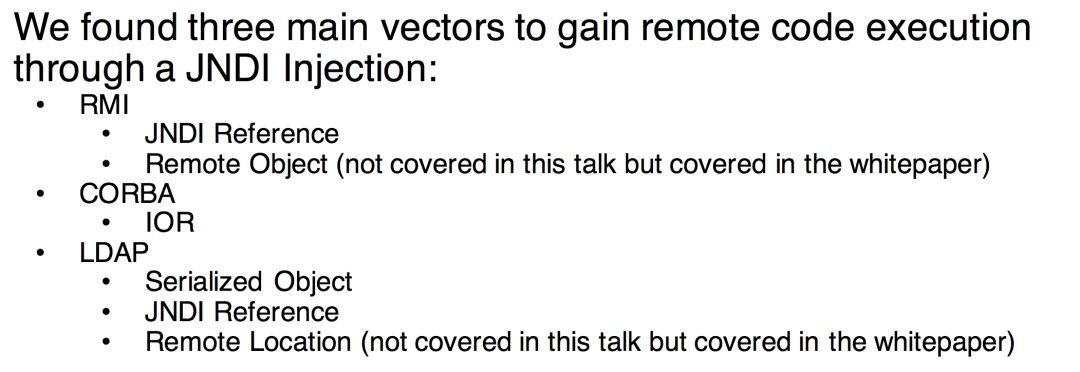 We found three main vectors to gain remote code execution
through a JNDI Injection:
• RMI
• JNDI Reference
• Remote Object (not covered in this talk but covered in the whitepaper)
• CORBA
• IOR
• LDAP
• Serialized Object
• JNDI Reference
• Remote Location (not covered in this talk but covered in the whitepaper)